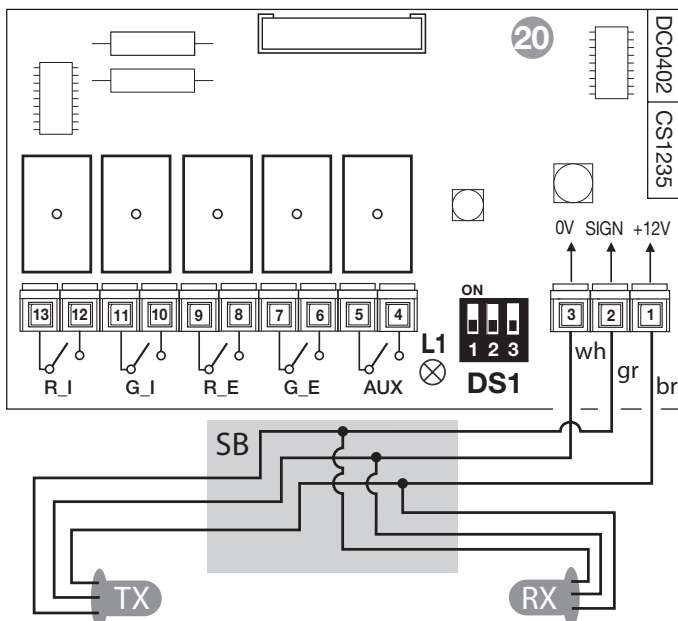 20
DC0402 CS1235
0V SIGN +12V
13 12 11 10 9 8 7 6 5 4
ON
1 2 3
3 2 1
R_I G_I R_E G_E AUX
L1
DS1
wh
gr
br
SB
TX
RX